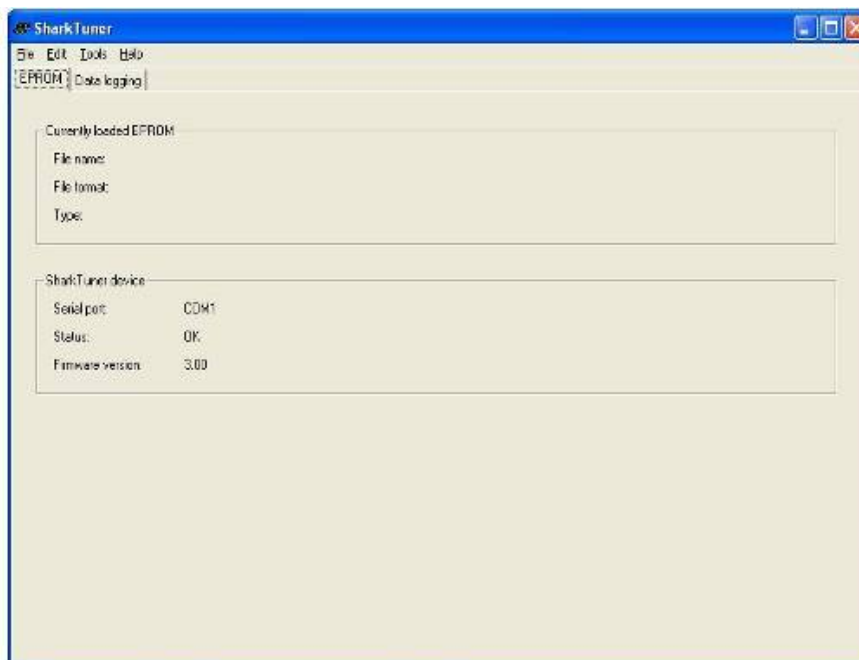 SharkTuner
File Edit Tools Help
EPROM Data logging
Currently loaded EPROM
File name:
File format:
Type:
SharkTuner device
Serial port: COM1
Status: OK
Firmware version: 3.00